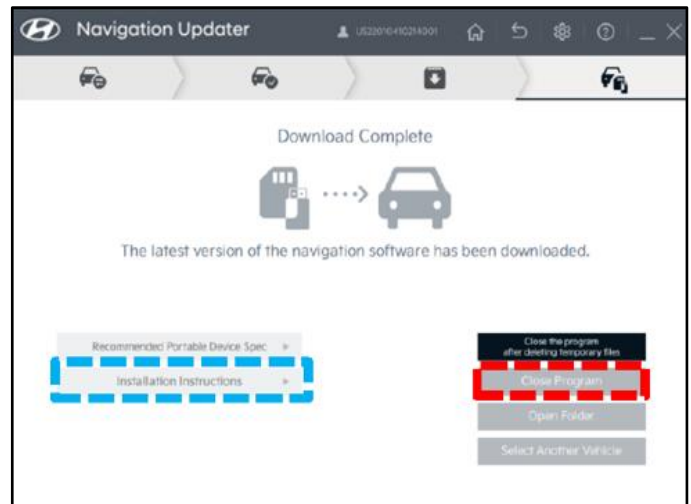 Navigation Updater
Download Complete
The latest version of the navigation software has been downloaded.
Recommended Portable Device Spec
Installation Instructions
Close the program
after deleting temporary files
Close Program
Open Folder
Select Another Vehicle